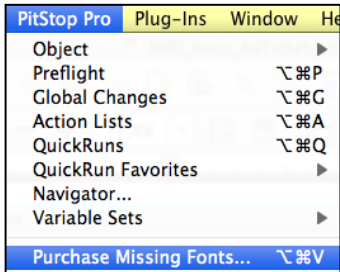 PitStop Pro Plug-Ins Window He
Object ▶
Preflight ⌥⌘P
Global Changes ⌥⌘G
Action Lists ⌥⌘A
QuickRuns ⌥⌘Q
QuickRun Favorites ▶
Navigator...
Variable Sets ▶
Purchase Missing Fonts... ⌥⌘V